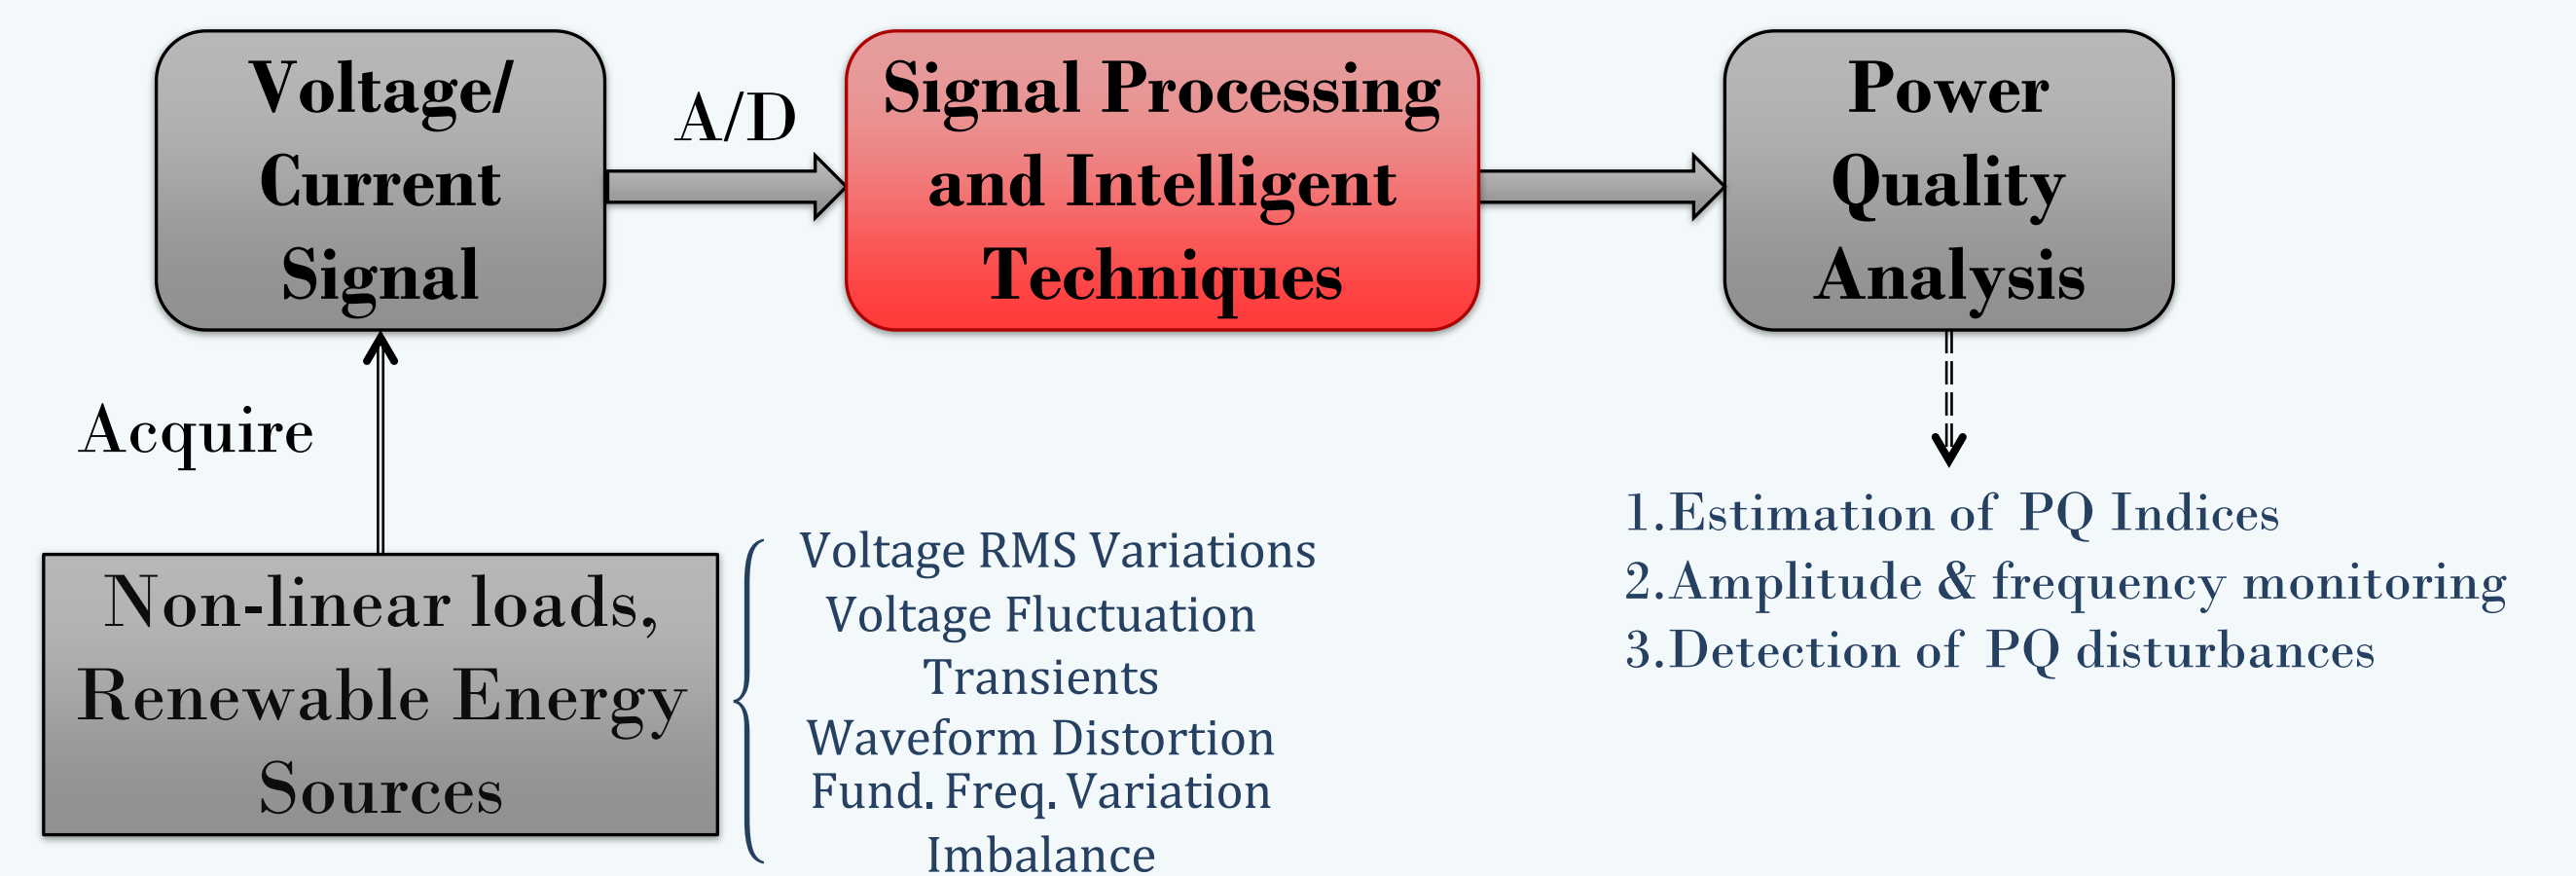 Voltage/
Current
Signal
A/D
Signal Processing
and Intelligent
Techniques
Power
Quality
Analysis
Acquire
Non-linear loads,
Renewable Energy
Sources
Voltage RMS Variations
Voltage Fluctuation
Transients
Waveform Distortion
Fund. Freq. Variation
Imbalance
1.Estimation of PQ Indices
2.Amplitude & frequency monitoring
3.Detection of PQ disturbances